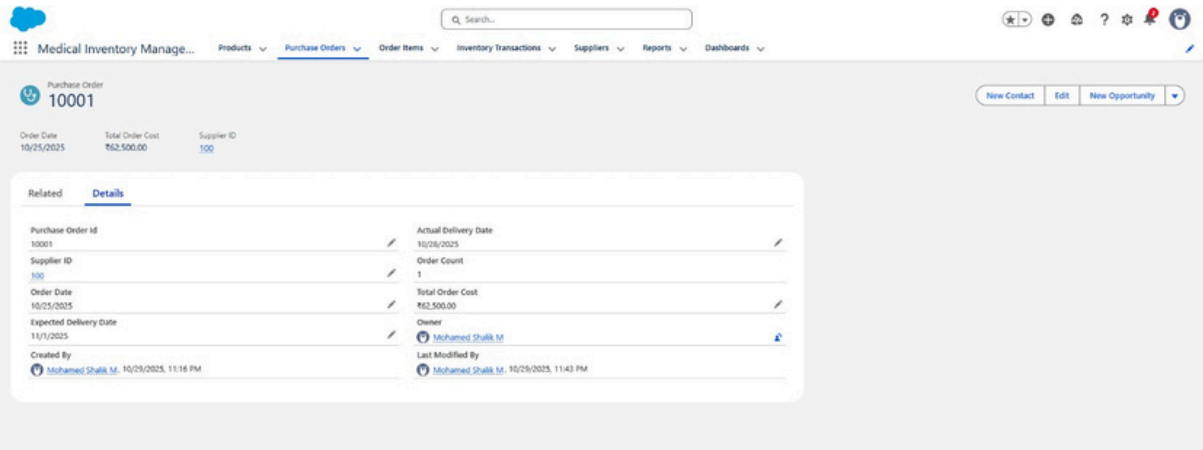 Search...
2
Medical Inventory Manage... Products Purchase Orders Order Items Inventory Transactions Suppliers Reports Dashboards
Purchase Order
10001
New Contact Edit New Opportunity
Order Date Total Order Cost Supplier ID
10/25/2025 ₹62,500.00 100
Related Details
Purchase Order Id
10001
Actual Delivery Date
10/28/2025
Supplier ID
100
Order Count
1
Order Date
10/25/2025
Total Order Cost
₹62,500.00
Expected Delivery Date
11/1/2025
Owner
Mohamed Shalik M
Created By
Mohamed Shalik M, 10/29/2025, 11:16 PM
Last Modified By
Mohamed Shalik M, 10/29/2025, 11:43 PM